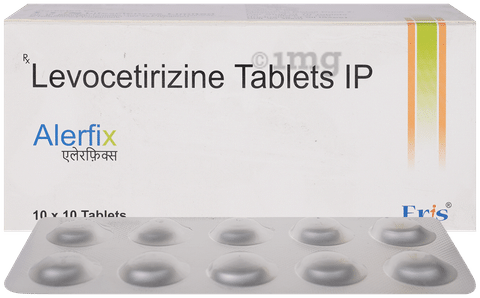 ©1mg
℞
Levocetirizine Tablets IP
Alerfix
एलेरफ़िक्स
10 x 10 Tablets
Eris®